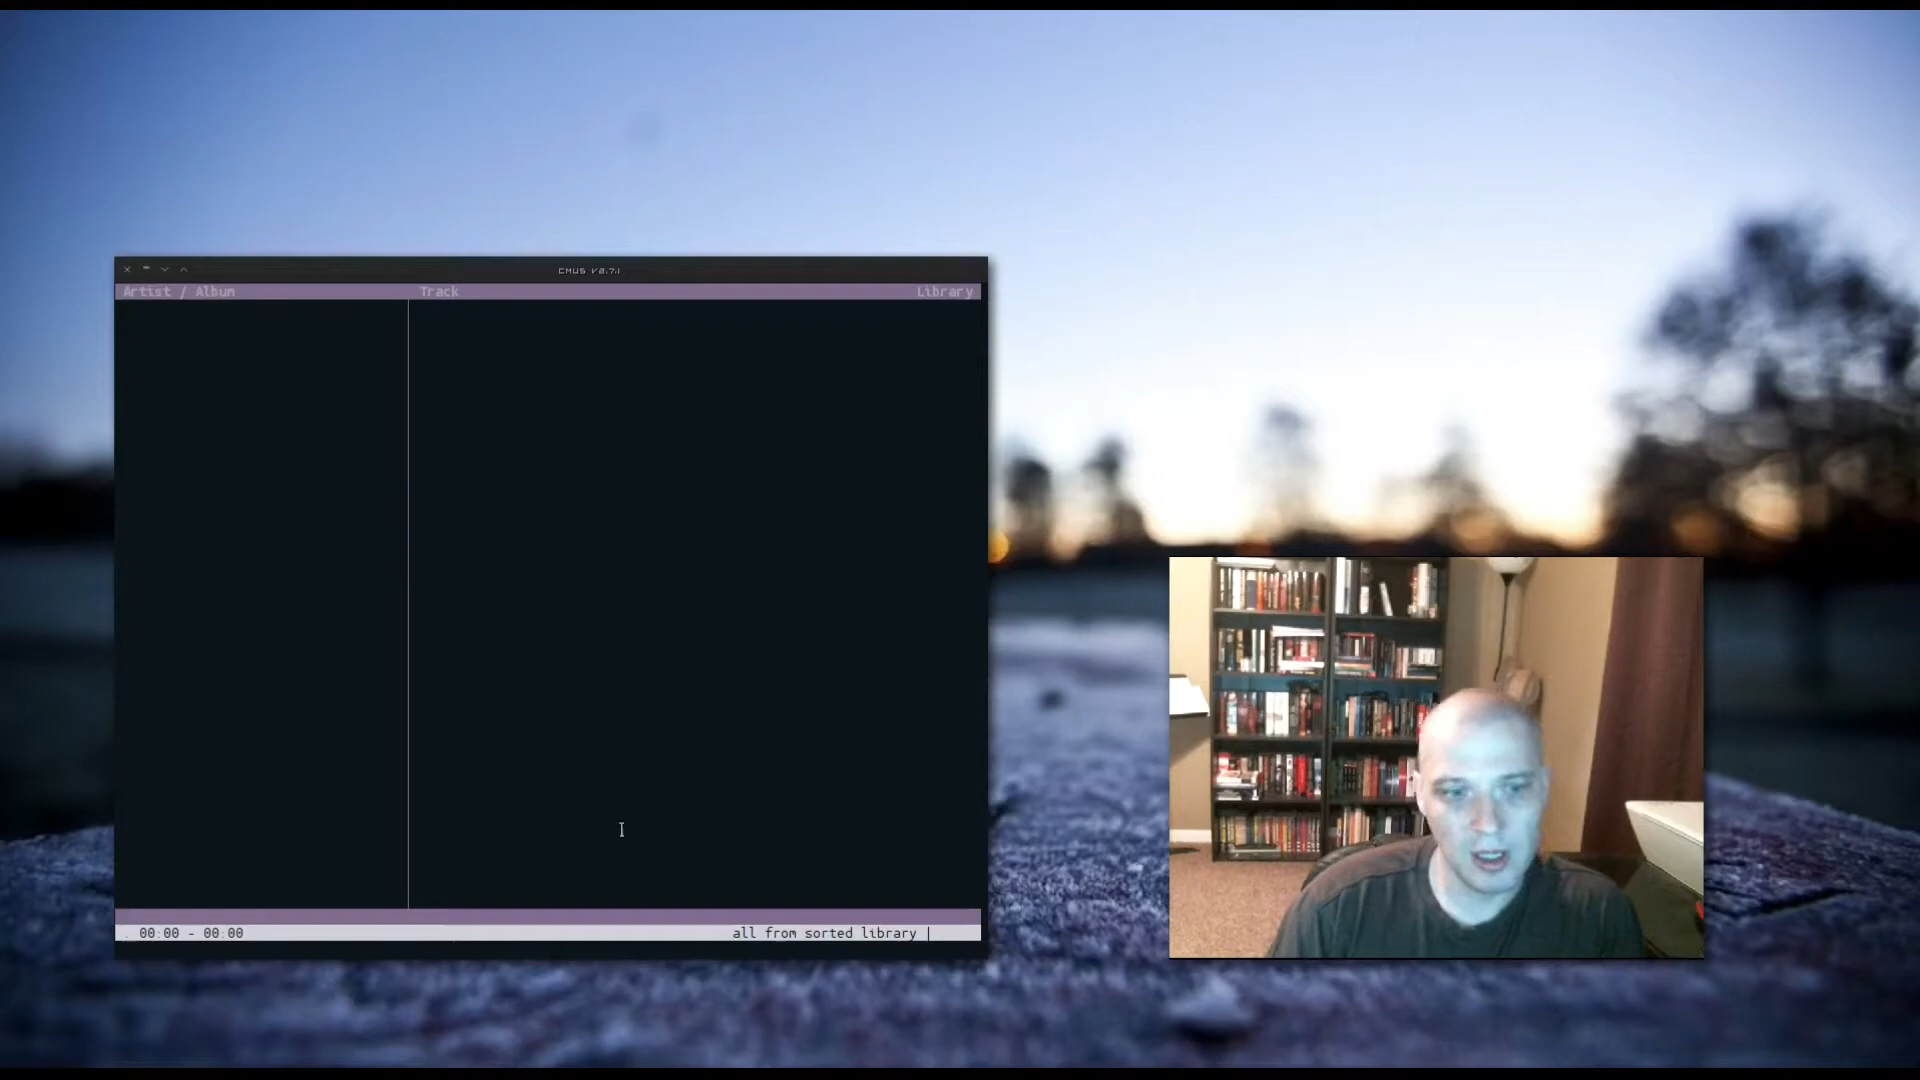 CMUS V2.7.1
Artist / Album Track Library
. 00:00 - 00:00 all from sorted library |